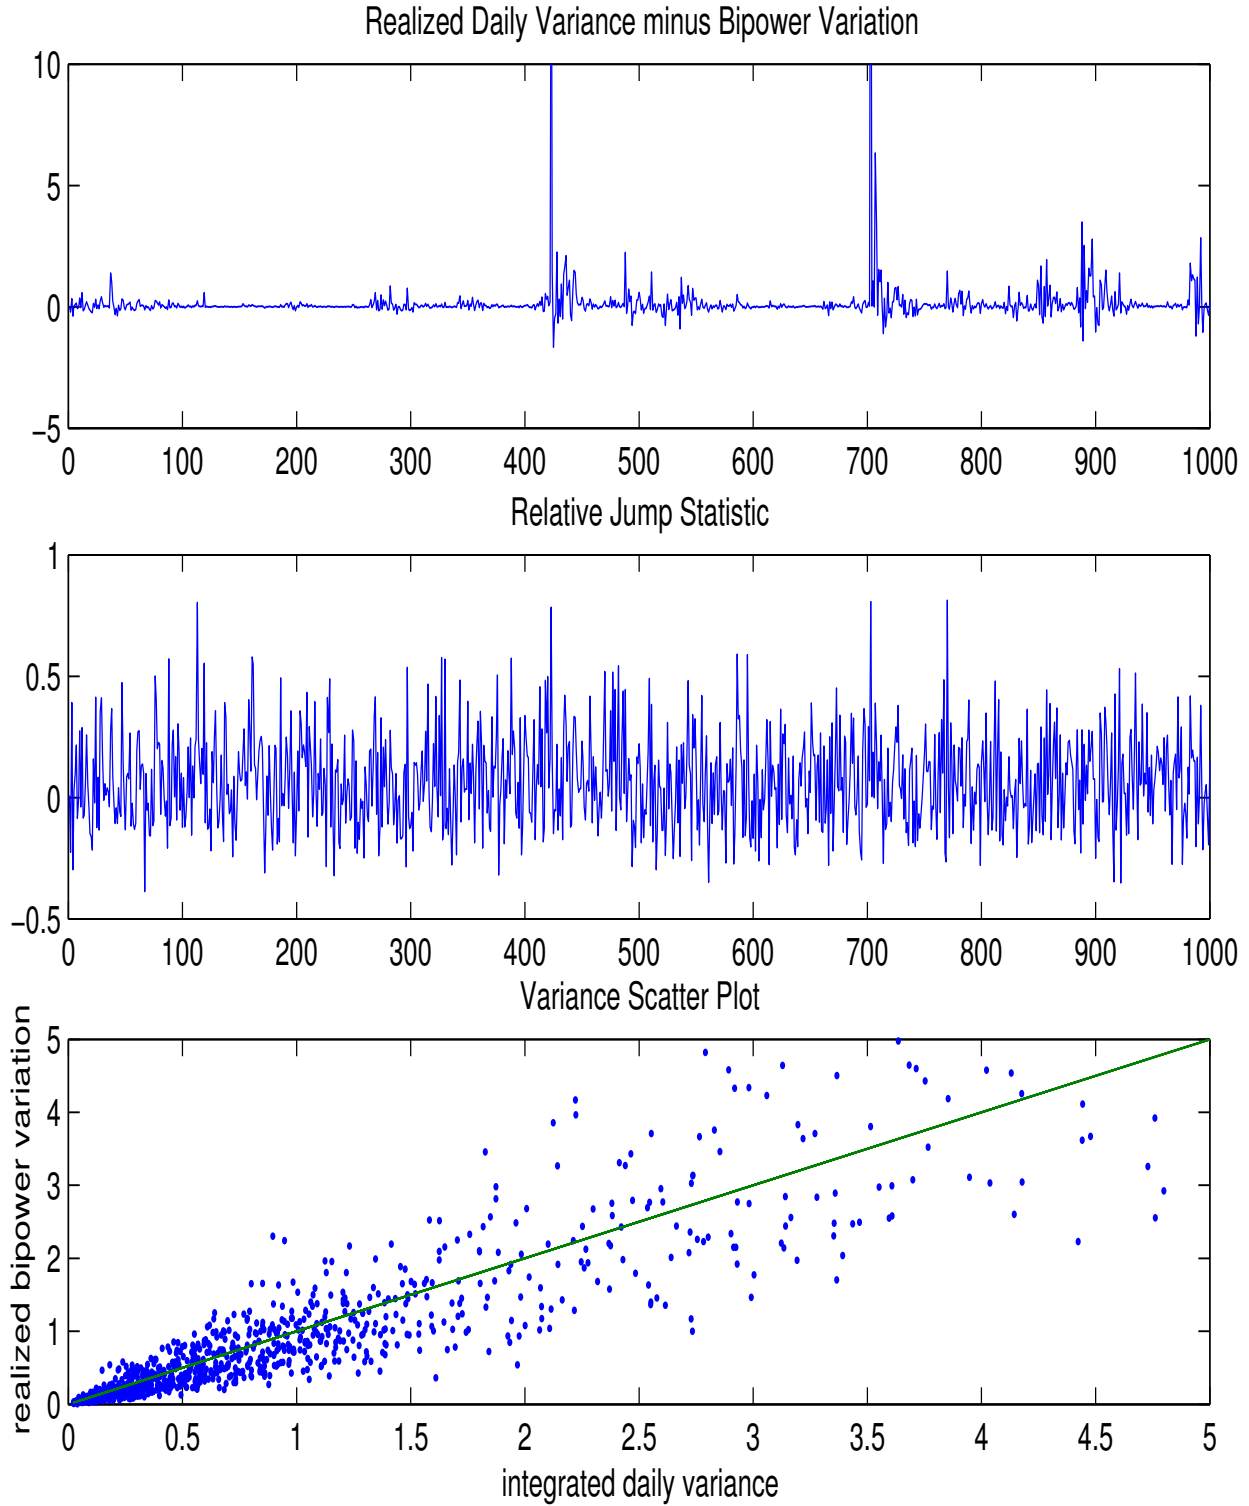 Realized Daily Variance minus Bipower Variation
10
5
0
−5
0 100 200 300 400 500 600 700 800 900 1000
Relative Jump Statistic
1
0.5
0
−0.5
0 100 200 300 400 500 600 700 800 900 1000
Variance Scatter Plot
realized bipower variation
5
4
3
2
1
0
0 0.5 1 1.5 2 2.5 3 3.5 4 4.5 5
integrated daily variance